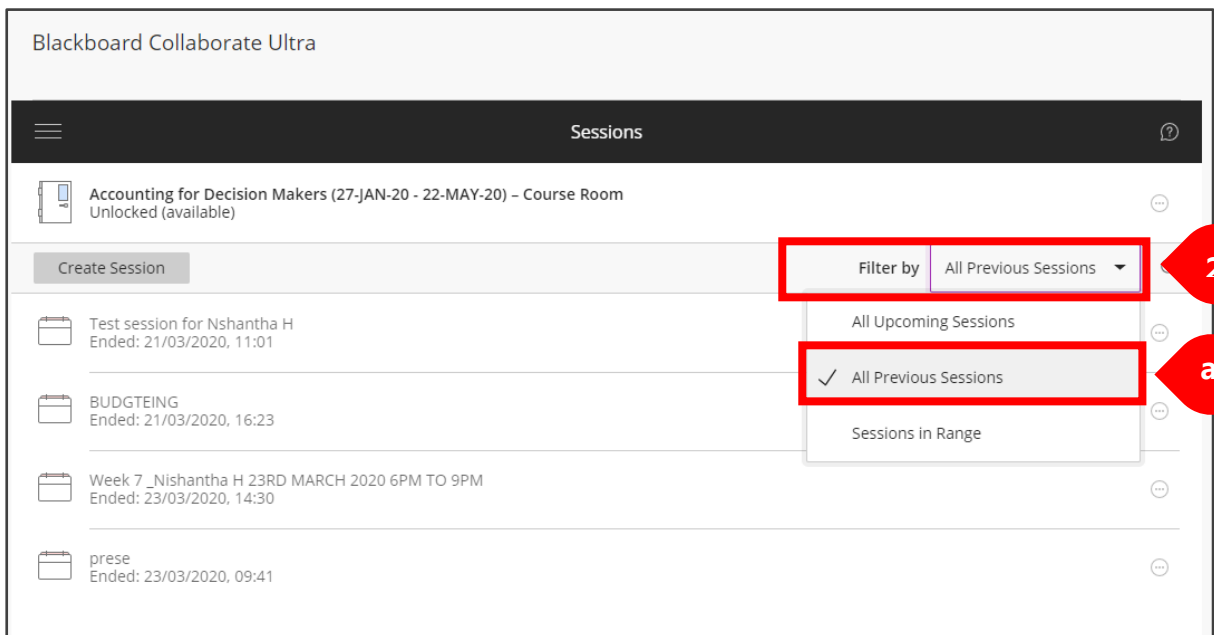 Blackboard Collaborate Ultra
Sessions
Accounting for Decision Makers (27-JAN-20 - 22-MAY-20) – Course Room
Unlocked (available)
Create Session
Filter by
All Previous Sessions
2
All Upcoming Sessions
Test session for Nshantha H
Ended: 21/03/2020, 11:01
All Previous Sessions
a
BUDGTEING
Ended: 21/03/2020, 16:23
Sessions in Range
Week 7 _Nishantha H 23RD MARCH 2020 6PM TO 9PM
Ended: 23/03/2020, 14:30
prese
Ended: 23/03/2020, 09:41